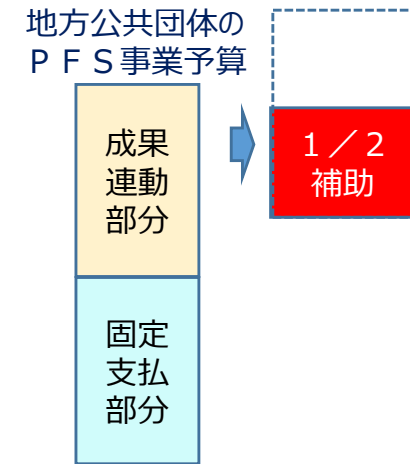 地方公共団体の
ＰＦＳ事業予算
成果
連動
部分
１／２
補助
固定
支払
部分